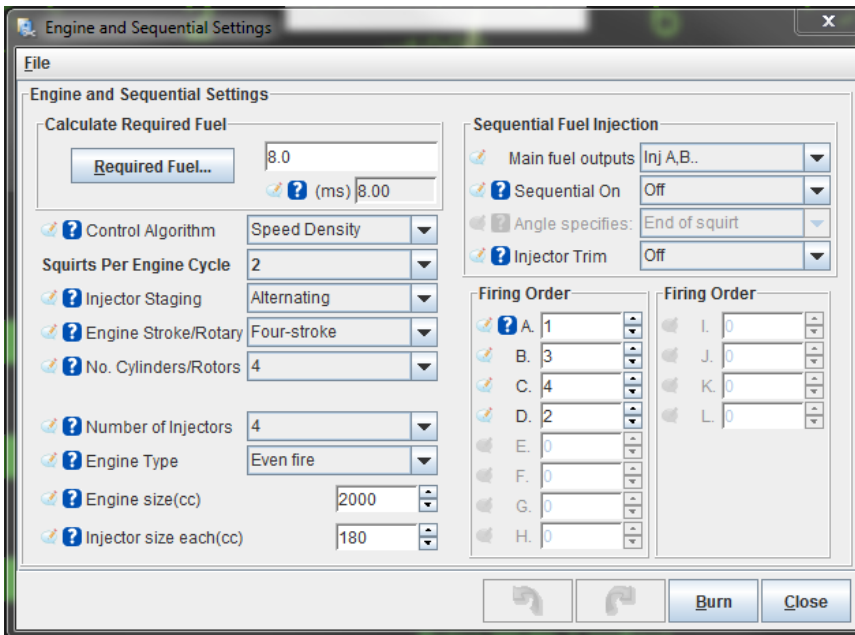 Engine and Sequential Settings
X
File
Engine and Sequential Settings
Calculate Required Fuel
Required Fuel...
8.0
? (ms) 8.00
? Control Algorithm Speed Density
Squirts Per Engine Cycle 2
? Injector Staging Alternating
? Engine Stroke/Rotary Four-stroke
? No. Cylinders/Rotors 4
? Number of Injectors 4
? Engine Type Even fire
? Engine size(cc) 2000
? Injector size each(cc) 180
Sequential Fuel Injection
Main fuel outputs Inj A,B..
? Sequential On Off
? Angle specifies: End of squirt
? Injector Trim Off
Firing Order
? A. 1
B. 3
C. 4
D. 2
E. 0
F. 0
G. 0
H. 0
Firing Order
I. 0
J. 0
K. 0
L. 0
Burn
Close